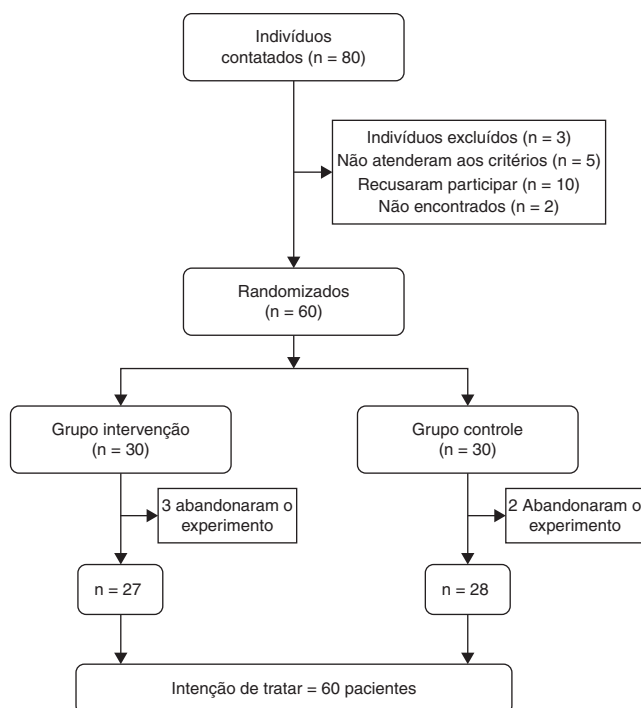 Indivíduos
contatados (n = 80)
Indivíduos excluídos (n = 3)
Não atenderam aos critérios (n = 5)
Recusaram participar (n = 10)
Não encontrados (n = 2)
Randomizados
(n = 60)
Grupo intervenção
(n = 30)
Grupo controle
(n = 30)
3 abandonaram o
experimento
2 Abandonaram o
experimento
n = 27
n = 28
Intenção de tratar = 60 pacientes